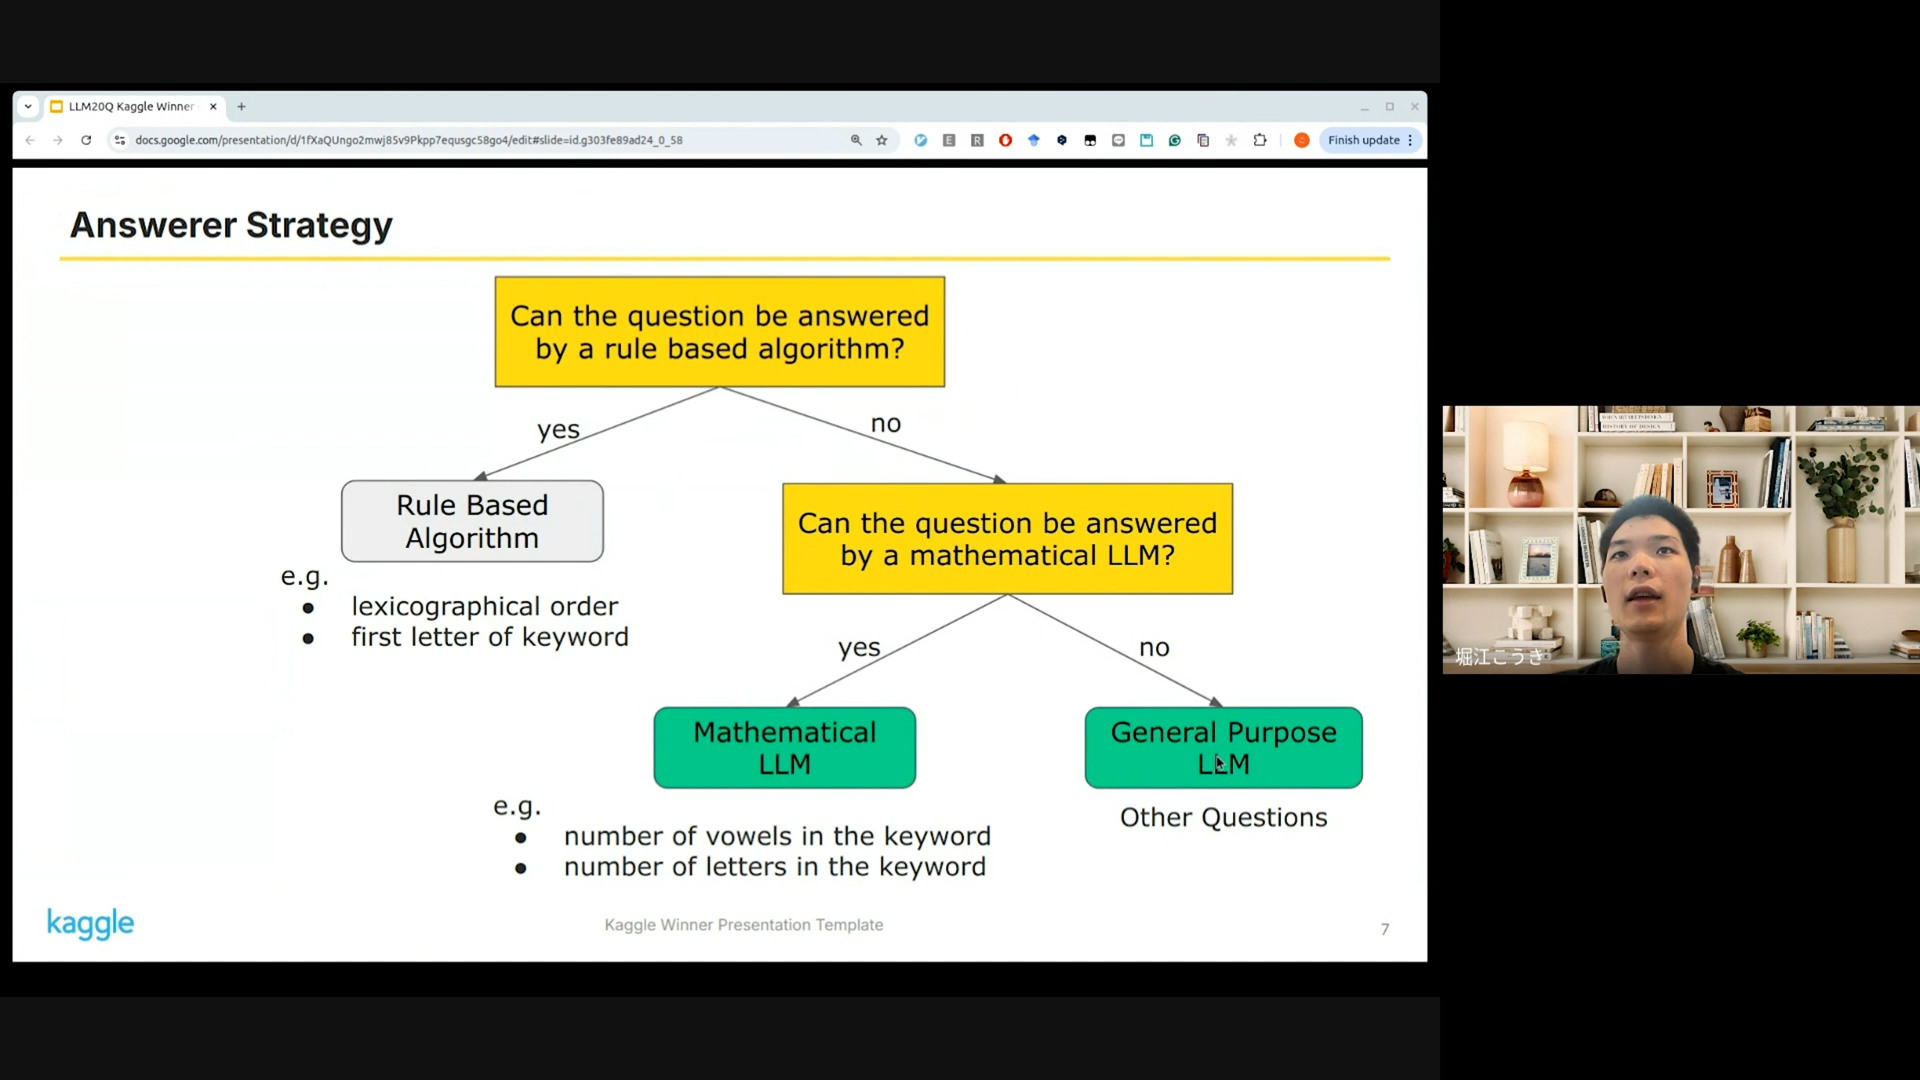 LLM20Q Kaggle Winner
docs.google.com/presentation/d/1fXaQUngo2mwj85v9Pkpp7equsgc58go4/edit#slide=id.g303fe89ad24_0_58
Finish update
Answerer Strategy
Can the question be answered
by a rule based algorithm?
yes
no
Rule Based
Algorithm
e.g.
● lexicographical order
● first letter of keyword
Can the question be answered
by a mathematical LLM?
yes
no
Mathematical
LLM
e.g.
● number of vowels in the keyword
● number of letters in the keyword
General Purpose
LLM
Other Questions
kaggle
Kaggle Winner Presentation Template
7
HISTORY OF DESIGN
堀江こうき